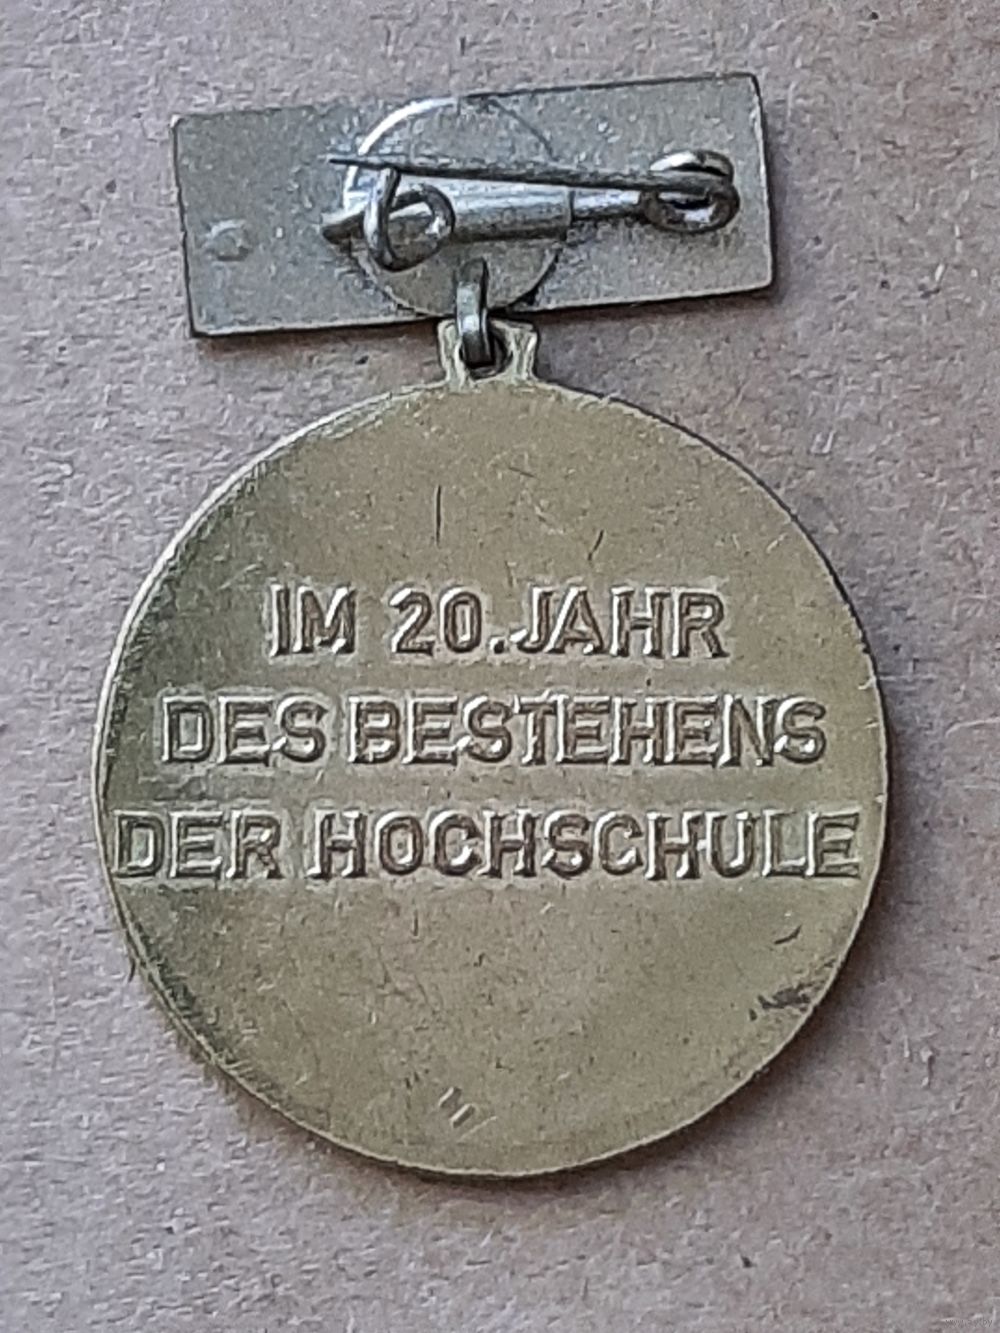 IM 20. JAHR
DES BESTEHENS
DER HOCHSCHULE